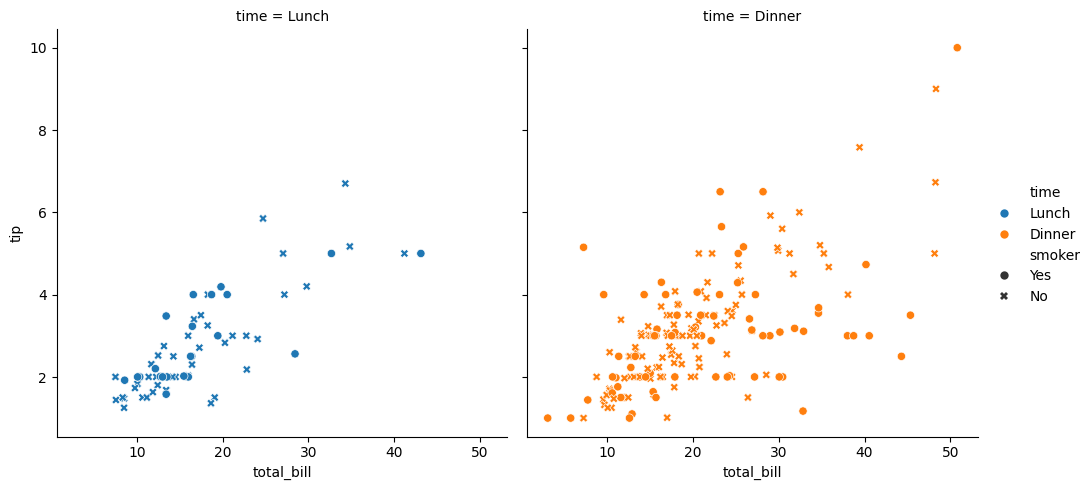 time = Lunch
time = Dinner
10
8
6
4
2
tip
10 20 30 40 50
total_bill
10 20 30 40 50
total_bill
time
Lunch
Dinner
smoker
Yes
No